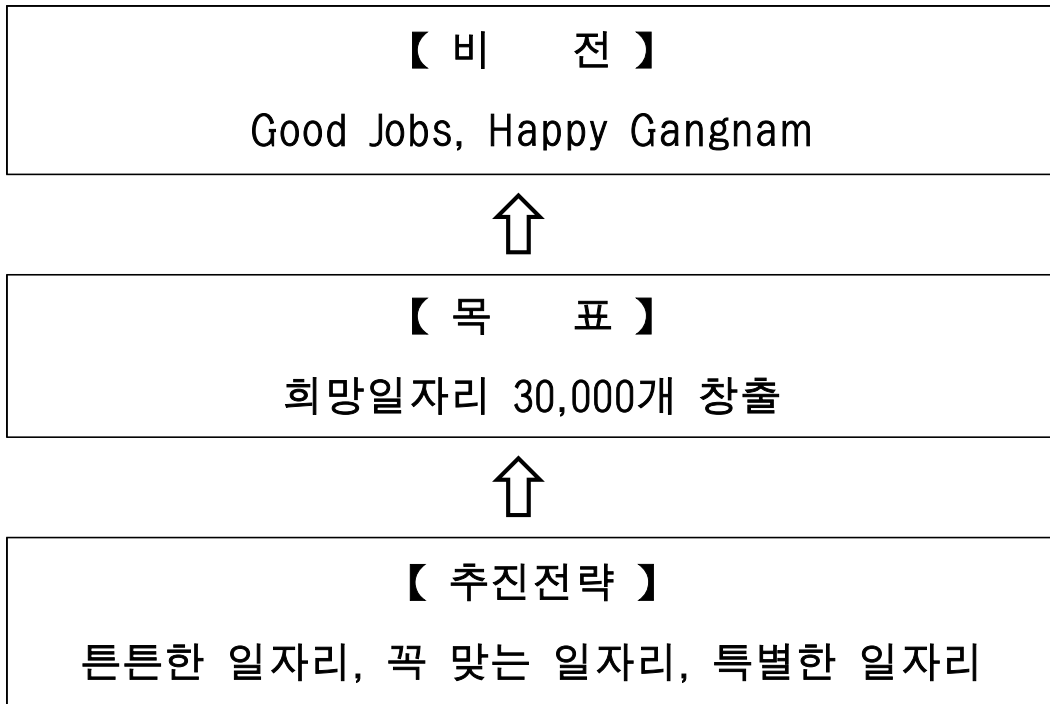 【 비 전 】
Good Jobs, Happy Gangnam
【 목 표 】
희망일자리 30,000개 창출
【 추진전략 】
튼튼한 일자리, 꼭 맞는 일자리, 특별한 일자리